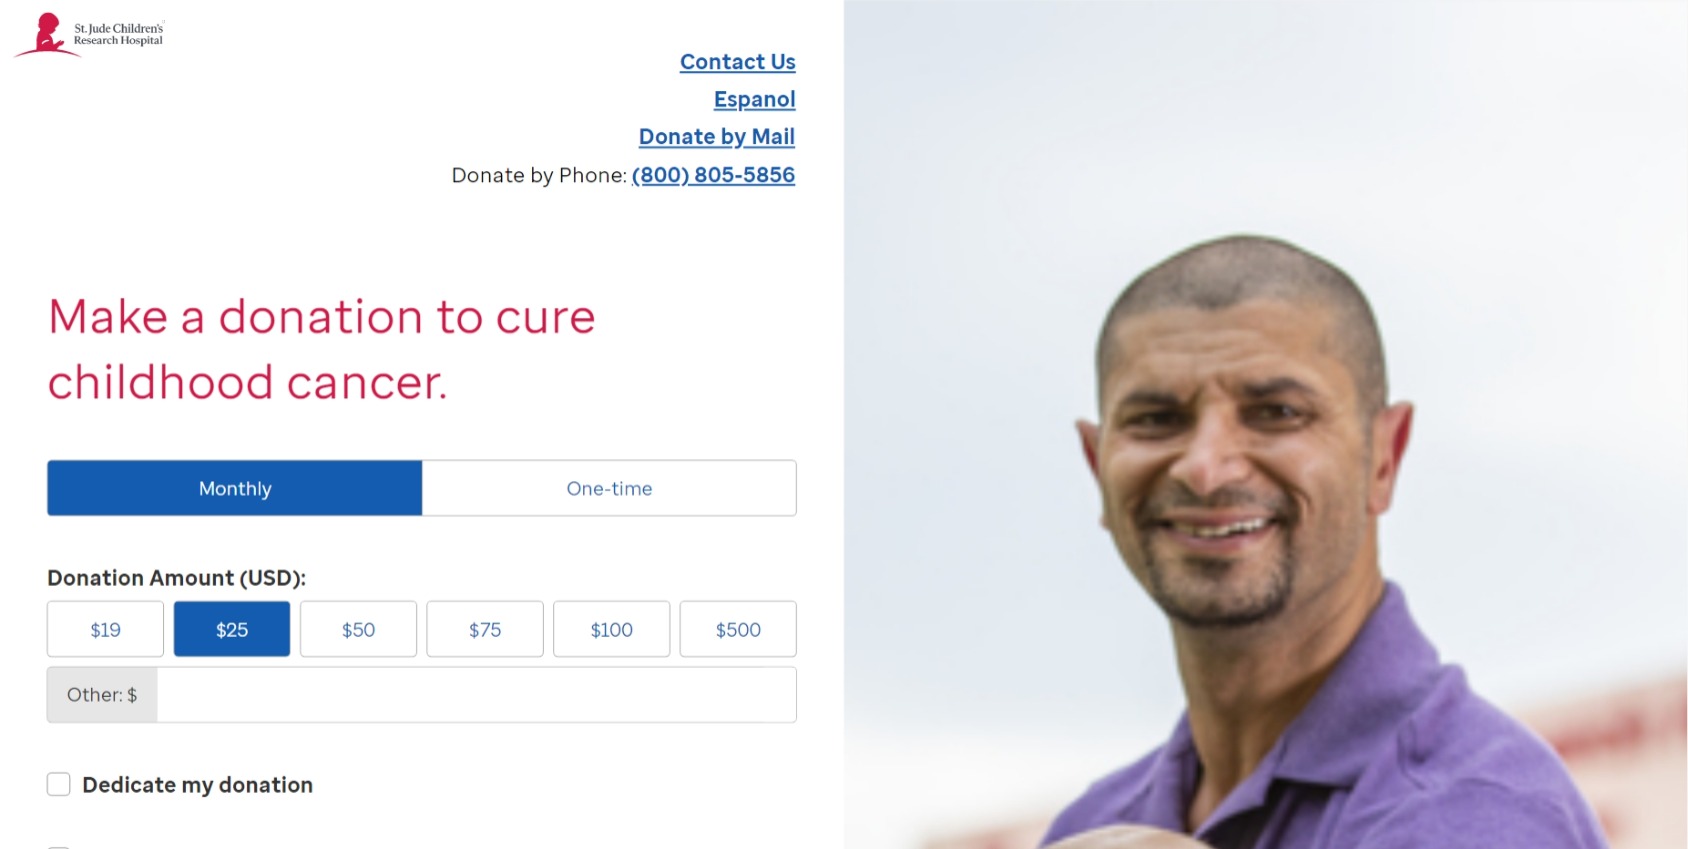 St. Jude Children's
Research Hospital
Contact Us
Espanol
Donate by Mail
Donate by Phone: (800) 805-5856
Make a donation to cure
childhood cancer.
Monthly
One-time
Donation Amount (USD):
$19
$25
$50
$75
$100
$500
Other: $
Dedicate my donation